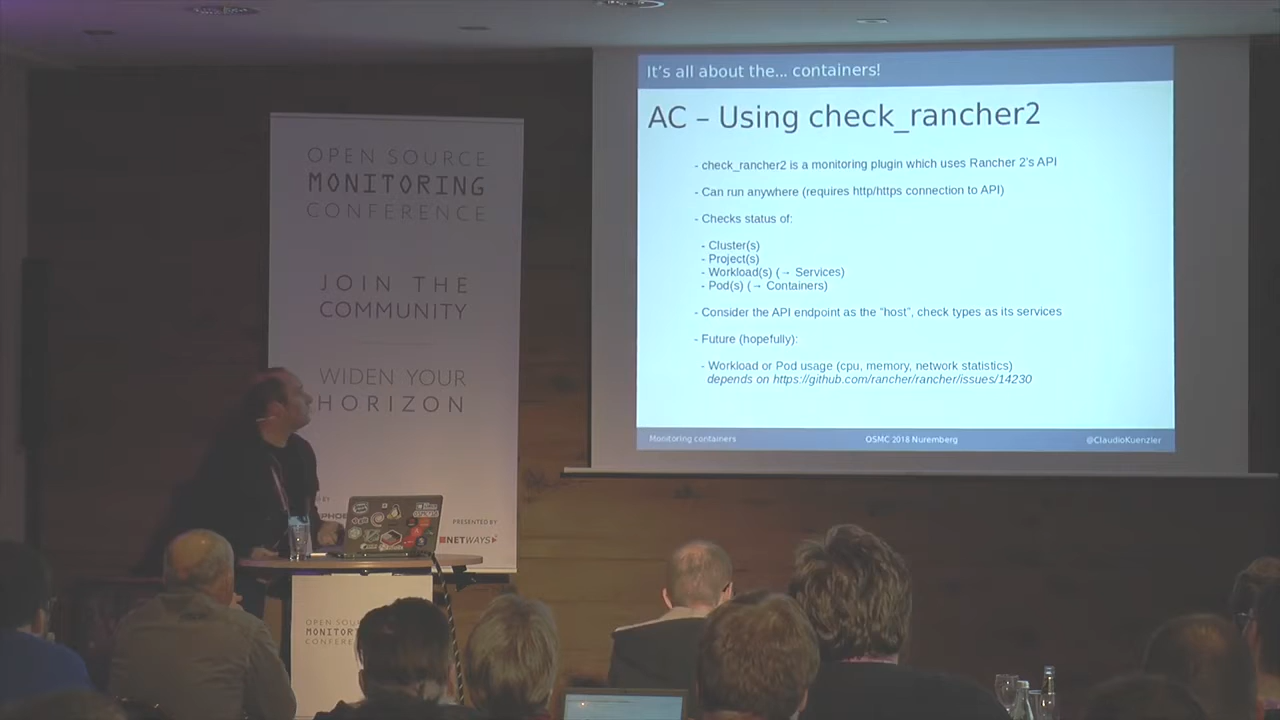 It's all about the... containers!
AC – Using check_rancher2
- check_rancher2 is a monitoring plugin which uses Rancher 2's API
- Can run anywhere (requires http/https connection to API)
- Checks status of:
- Cluster(s)
- Project(s)
- Workload(s) (→ Services)
- Pod(s) (→ Containers)
- Consider the API endpoint as the "host", check types as its services
- Future (hopefully):
- Workload or Pod usage (cpu, memory, network statistics)
depends on https://github.com/rancher/rancher/issues/14230
Monitoring containers
OSMC 2018 Nuremberg
@ClaudioKuenzler
OPEN SOURCE
MONITORING
CONFERENCE
JOIN THE
COMMUNITY
WIDEN YOUR
HORIZON
PRESENTED BY
NETWAYS
OPEN SOU
MONITOR
CONFERE